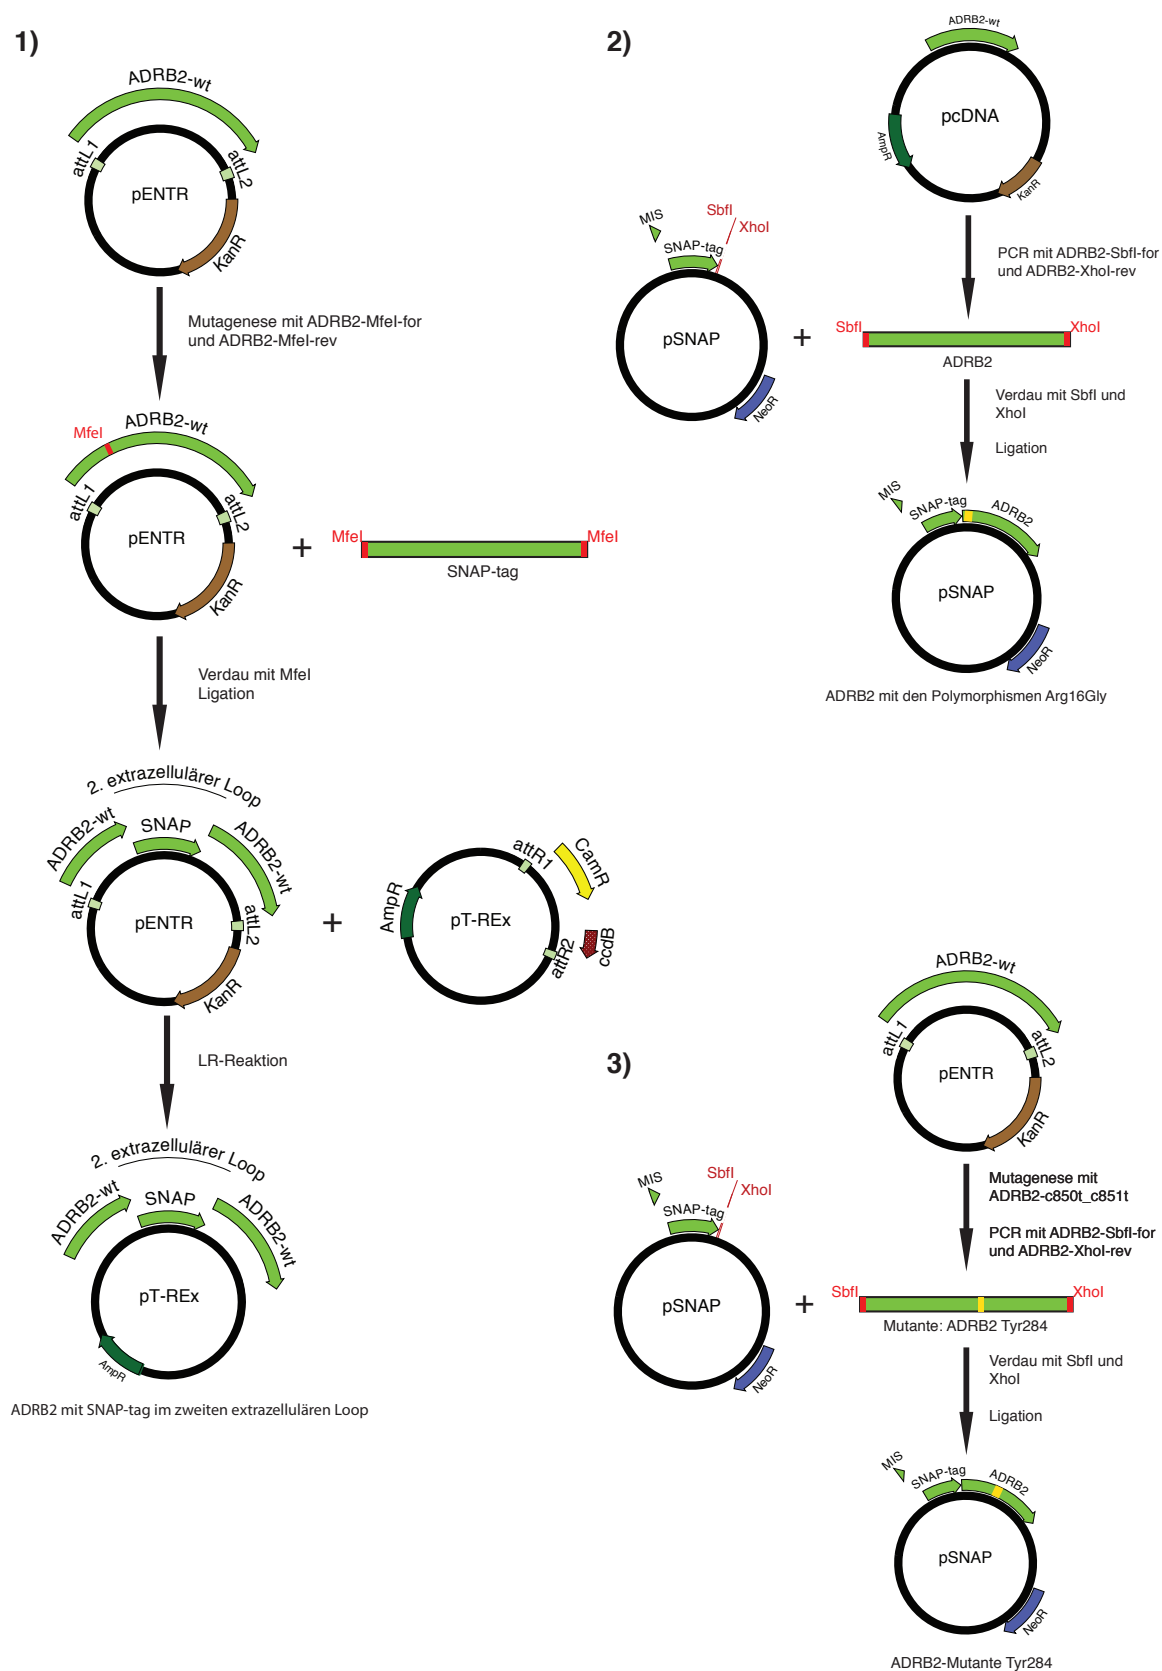 1)
ADRB2-wt
attL1
attL2
pENTR
KanR
Mutagenese mit ADRB2-MfeI-for
und ADRB2-MfeI-rev
MfeI
ADRB2-wt
attL1
attL2
pENTR
KanR
+
MfeI
MfeI
SNAP-tag
Verdau mit MfeI
Ligation
2. extrazellulärer Loop
ADRB2-wt
SNAP
ADRB2-wt
attL1
attL2
pENTR
KanR
+
attR1
CamR
AmpR
pT-REx
attR2
ccdB
LR-Reaktion
2. extrazellulärer Loop
ADRB2-wt
SNAP
ADRB2-wt
pT-REx
AmpR
ADRB2 mit SNAP-tag im zweiten extrazellulären Loop
2)
ADRB2-wt
pcDNA
AmpR
KanR
PCR mit ADRB2-SbfI-for
und ADRB2-XhoI-rev
MIS
SNAP-tag
SbfI
XhoI
pSNAP
NeoR
+
SbfI
XhoI
ADRB2
Verdau mit SbfI und
XhoI
Ligation
MIS
SNAP-tag
ADRB2
pSNAP
NeoR
ADRB2 mit den Polymorphismen Arg16Gly
3)
ADRB2-wt
attL1
attL2
pENTR
KanR
Mutagenese mit
ADRB2-c850t_c851t
PCR mit ADRB2-SbfI-for
und ADRB2-XhoI-rev
MIS
SNAP-tag
SbfI
XhoI
pSNAP
NeoR
+
SbfI
XhoI
Mutante: ADRB2 Tyr284
Verdau mit SbfI und
XhoI
Ligation
MIS
SNAP-tag
ADRB2
pSNAP
NeoR
ADRB2-Mutante Tyr284